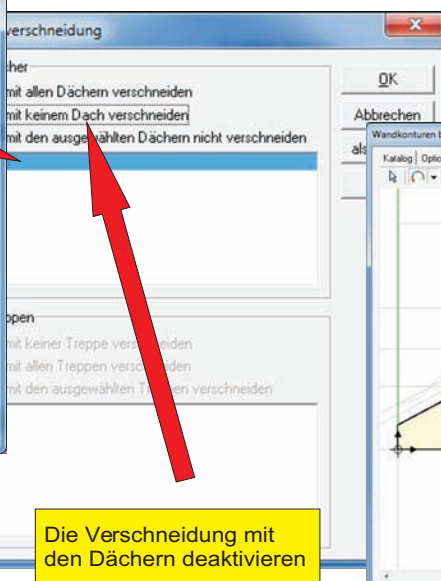 verschneidung
cher
mit allen Dächern verschneiden
mit keinem Dach verschneiden
mit den ausgewählten Dächern nicht verschneiden
OK
Abbrechen
als
Wandkonturen b
Katalog Optio
ppen
mit keiner Treppe verschneiden
mit allen Treppen verschneiden
mit den ausgewählten Treppen verschneiden
Die Verschneidung mit
den Dächern deaktivieren